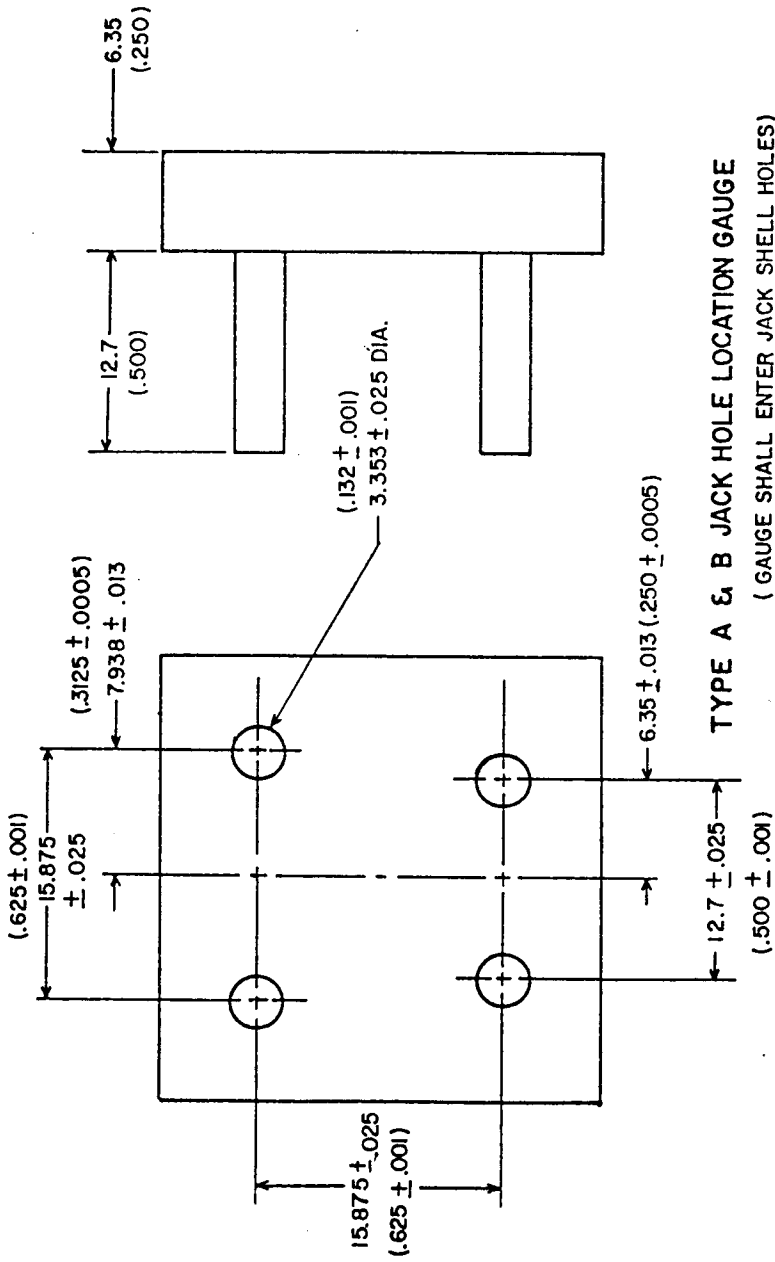 (.625±.001)
15.875
±.025
(.3125 ±.0005)
7.938 ± .013
12.7
(.500)
6.35
(.250)
(.132 ± .001)
3.353 ± .025 DIA.
15.875 ± .025
(.625 ± .001)
6.35 ± .013 (.250 ± .0005)
12.7 ± .025
(.500 ± .001)
TYPE A & B JACK HOLE LOCATION GAUGE
( GAUGE SHALL ENTER JACK SHELL HOLES)